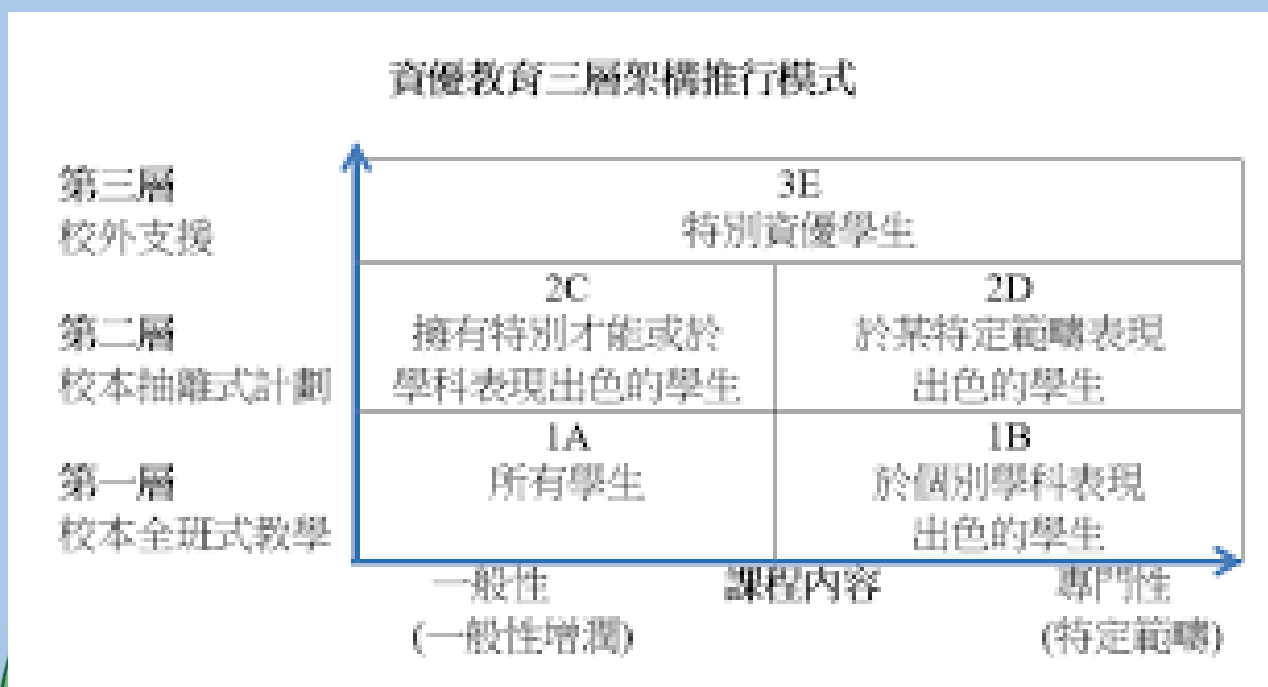 資優教育三層架構推行模式
第三層
校外支援
3E
特別資優學生
第二層
校本抽離式計劃
2C
擁有特別才能或於
學科表現出色的學生
2D
於某特定範疇表現
出色的學生
第一層
校本全班式教學
1A
所有學生
1B
於個別學科表現
出色的學生
一般性
(一般性增潤)
課程內容
專門性
(特定範疇)